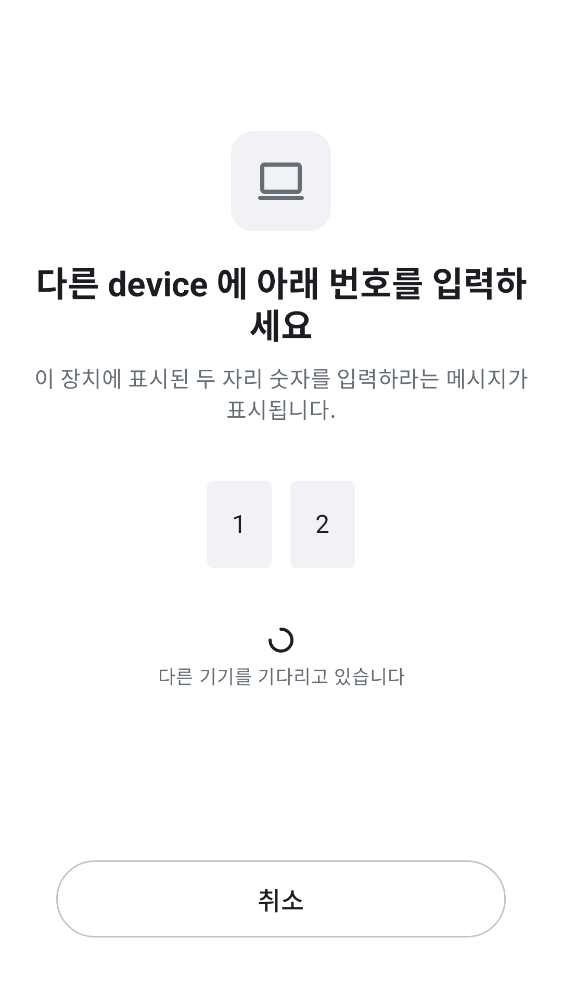 다른 device 에 아래 번호를 입력하
세요
이 장치에 표시된 두 자리 숫자를 입력하라는 메시지가
표시됩니다.
1 2
다른 기기를 기다리고 있습니다
취소